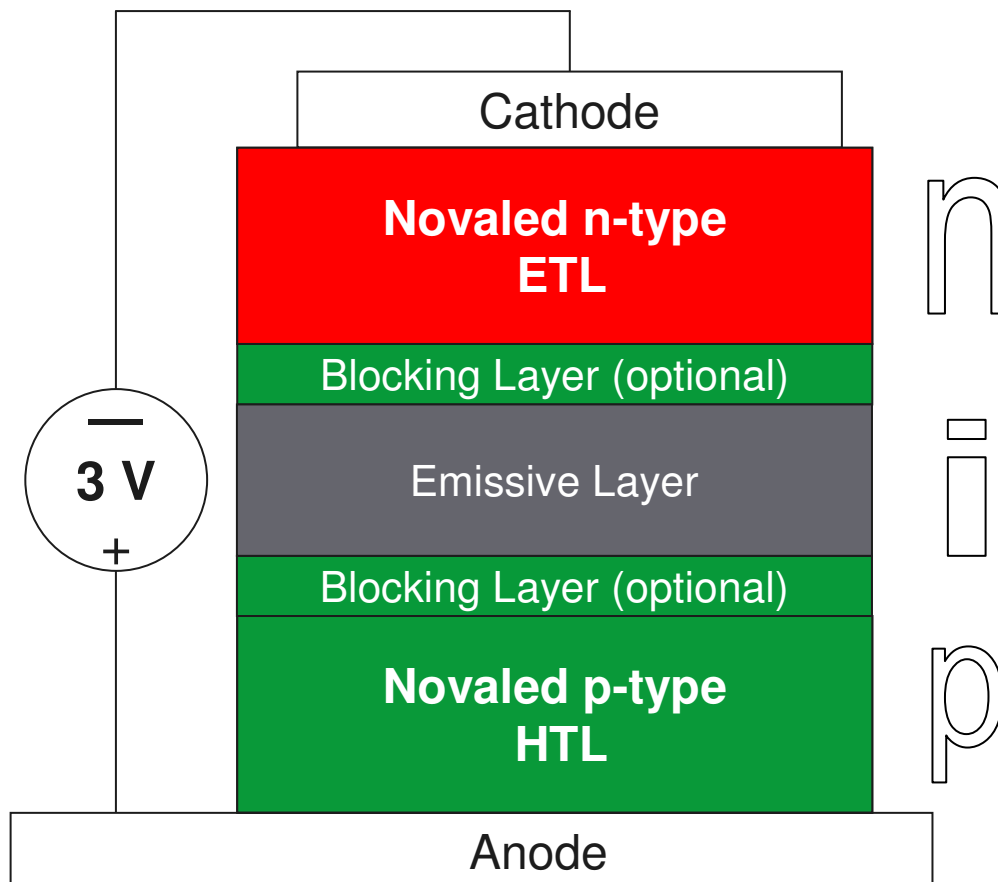 Cathode
Novaled n-type
ETL
n
Blocking Layer (optional)
—
3 V
+
Emissive Layer
i
Blocking Layer (optional)
Novaled p-type
HTL
p
Anode